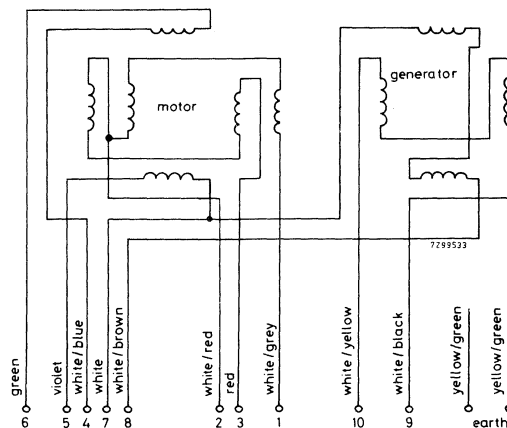 motor
generator
7Z99533
green
violet
white/blue
white
white/brown
white/red
red
white/grey
white/yellow
white/black
yellow/green
yellow/green
6 5 4 7 8 2 3 1 10 9 earth